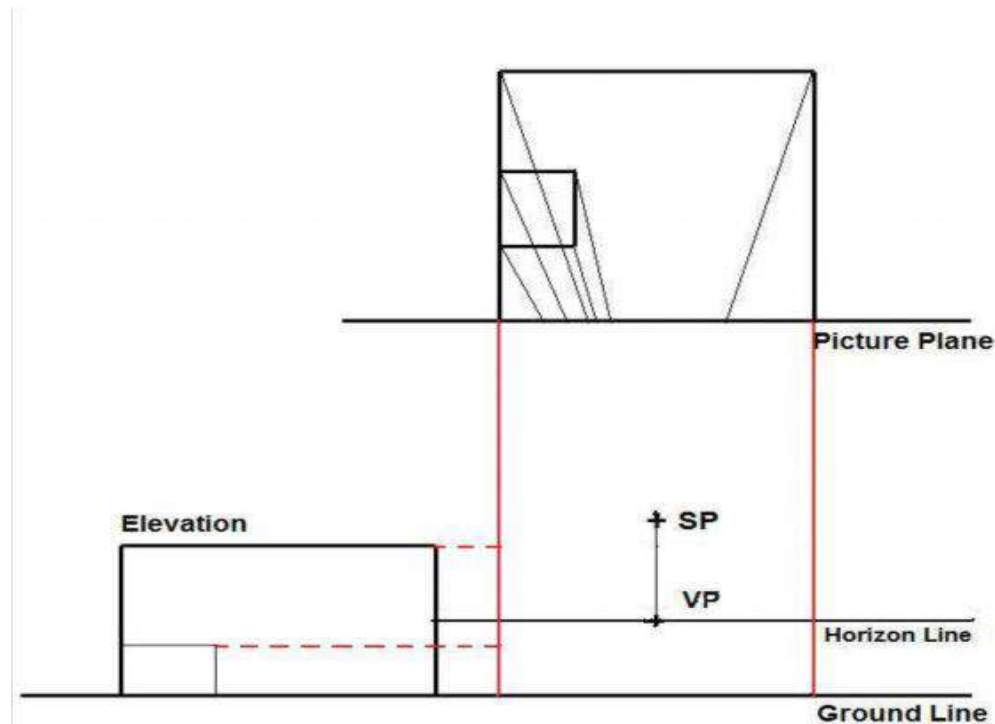 Picture Plane
Elevation
SP
VP
Horizon Line
Ground Line